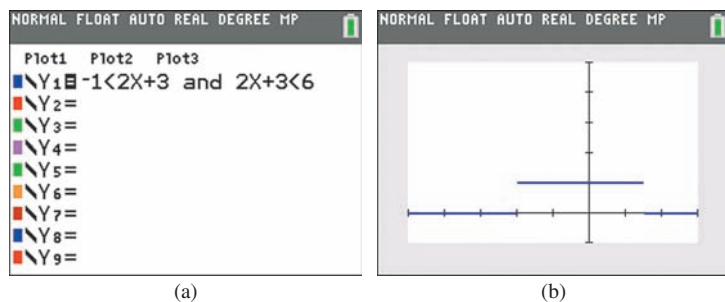 NORMAL FLOAT AUTO REAL DEGREE MP
Plot1 Plot2 Plot3
\Y1=-1<2X+3 and 2X+3<6
\Y2=
\Y3=
\Y4=
\Y5=
\Y6=
\Y7=
\Y8=
\Y9=
(a)
NORMAL FLOAT AUTO REAL DEGREE MP
(b)